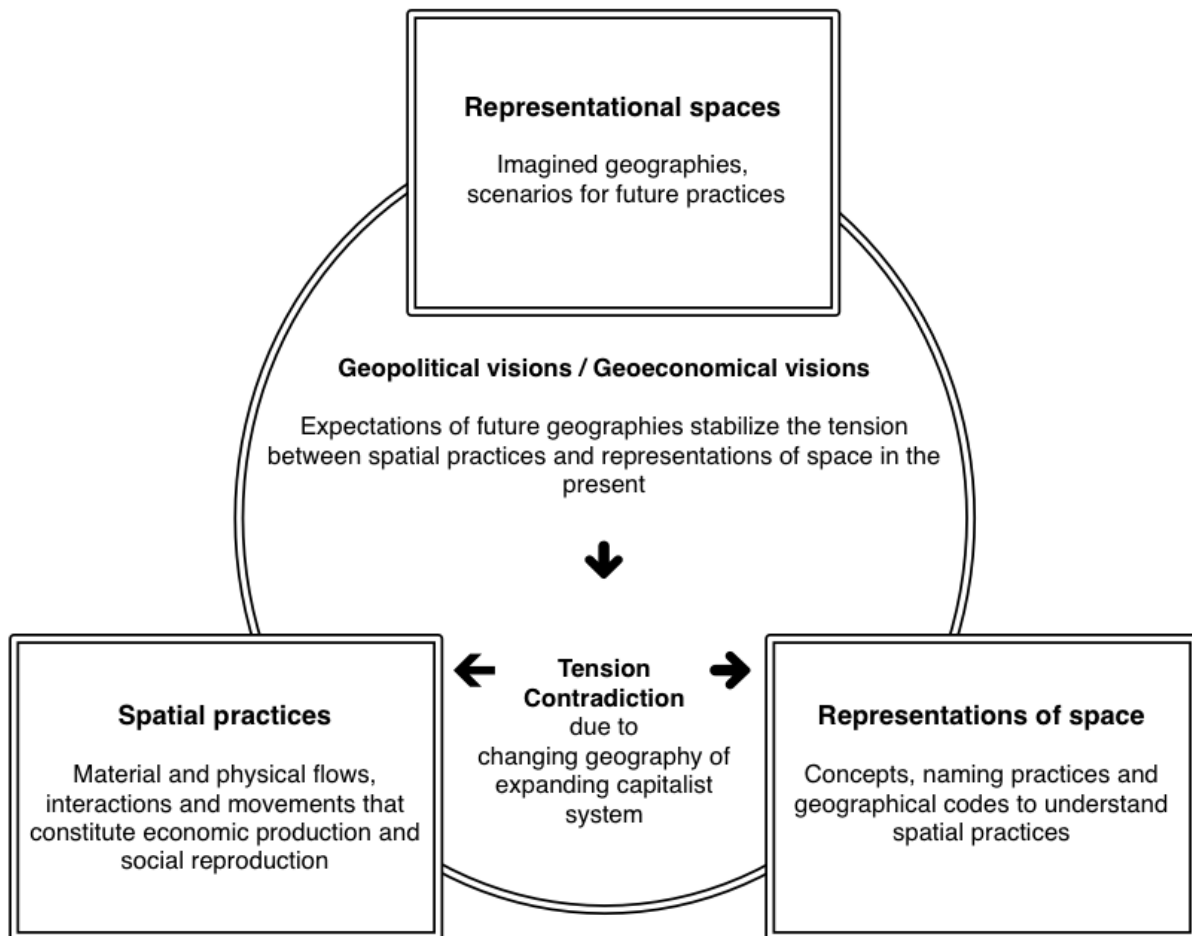 Representational spaces
Imagined geographies,
scenarios for future practices
Geopolitical visions / Geoeconomical visions
Expectations of future geographies stabilize the tension
between spatial practices and representations of space in the
present
Spatial practices
Material and physical flows,
interactions and movements that
constitute economic production and
social reproduction
Tension
Contradiction
due to
changing geography of
expanding capitalist
system
Representations of space
Concepts, naming practices and
geographical codes to understand
spatial practices